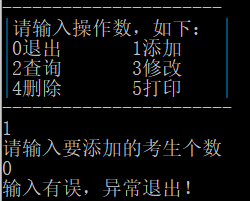 请输入操作数，如下：
0退出 1添加
2查询 3修改
4删除 5打印
1
请输入要添加的考生个数
0
输入有误，异常退出！